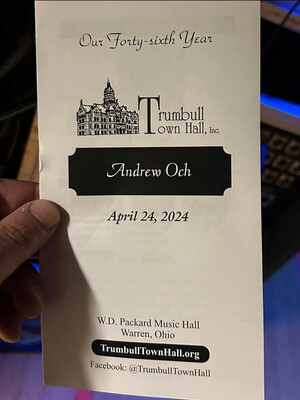 Our Forty-sixth Year
Trumbull
Town Hall, Inc.
Andrew Och
April 24, 2024
W.D. Packard Music Hall
Warren, Ohio
TrumbullTownHall.org
Facebook: @TrumbullTownHall